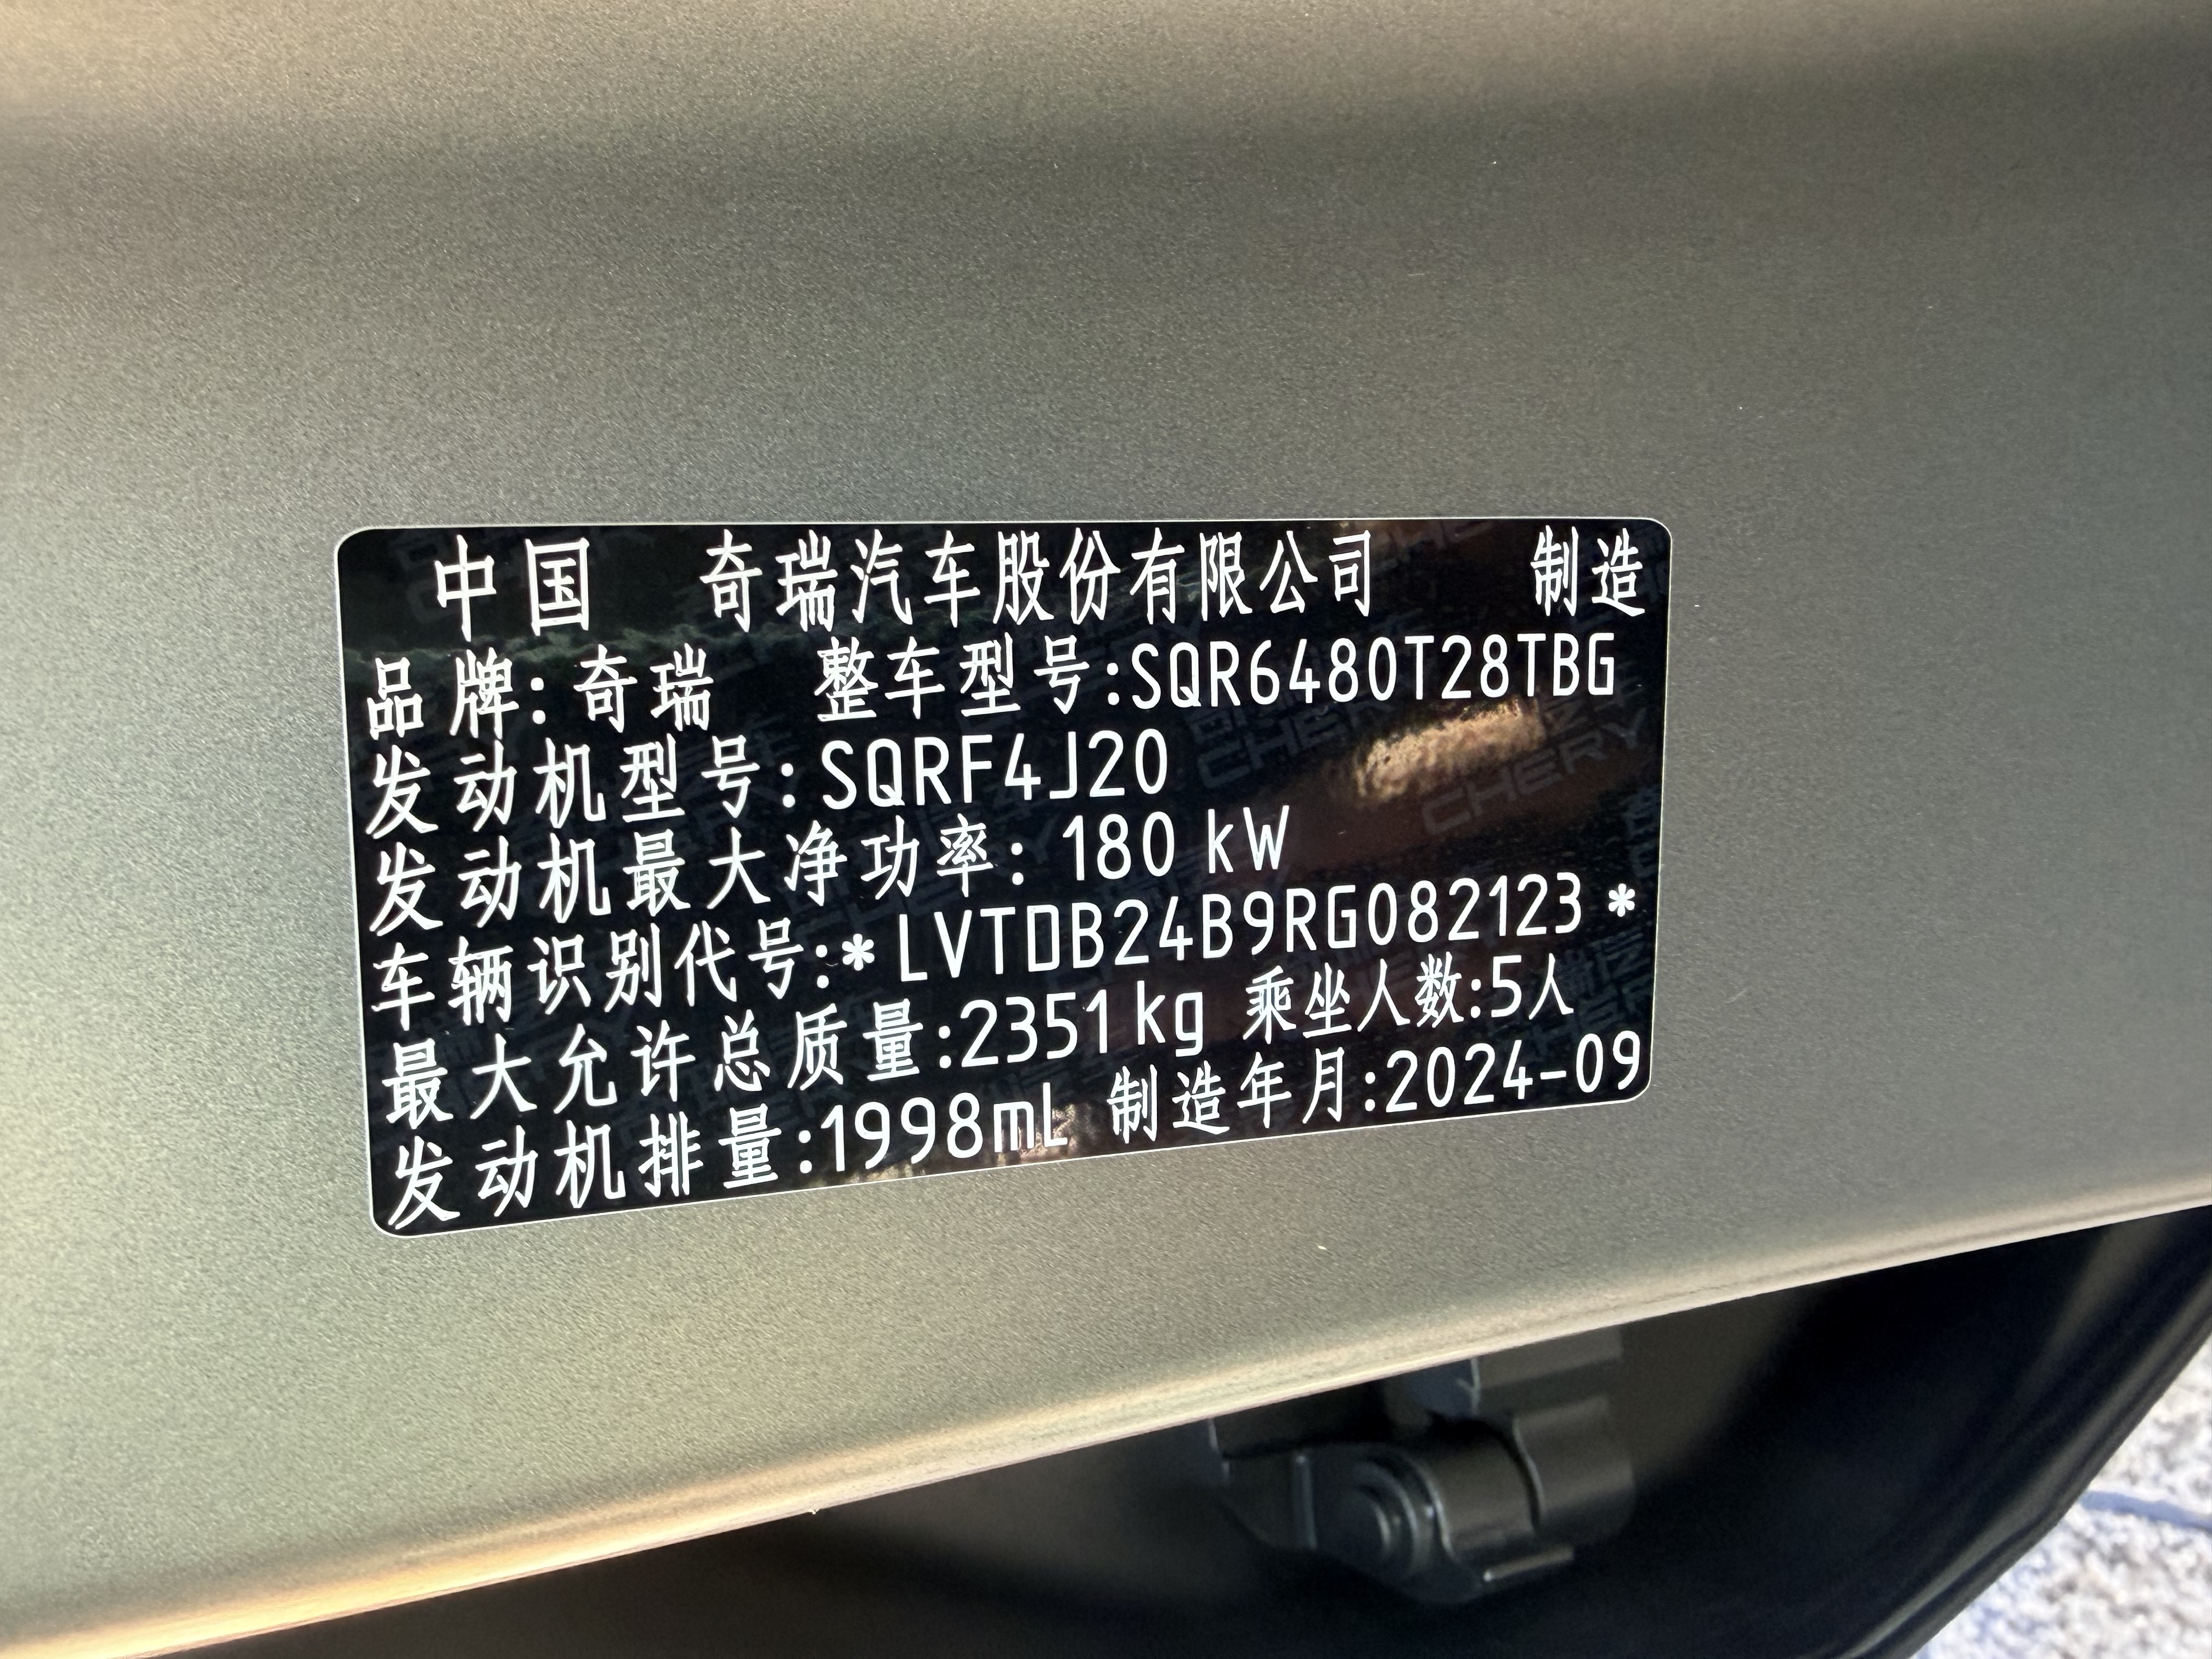 中国 奇瑞汽车股份有限公司 制造
品牌:奇瑞 整车型号:SQR6480T28TBG
发动机型号:SQRF4J20
发动机最大净功率: 180 kW
车辆识别代号:*LVTDB24B9RG082123*
最大允许总质量:2351kg 乘坐人数:5人
发动机排量:1998mL 制造年月:2024-09